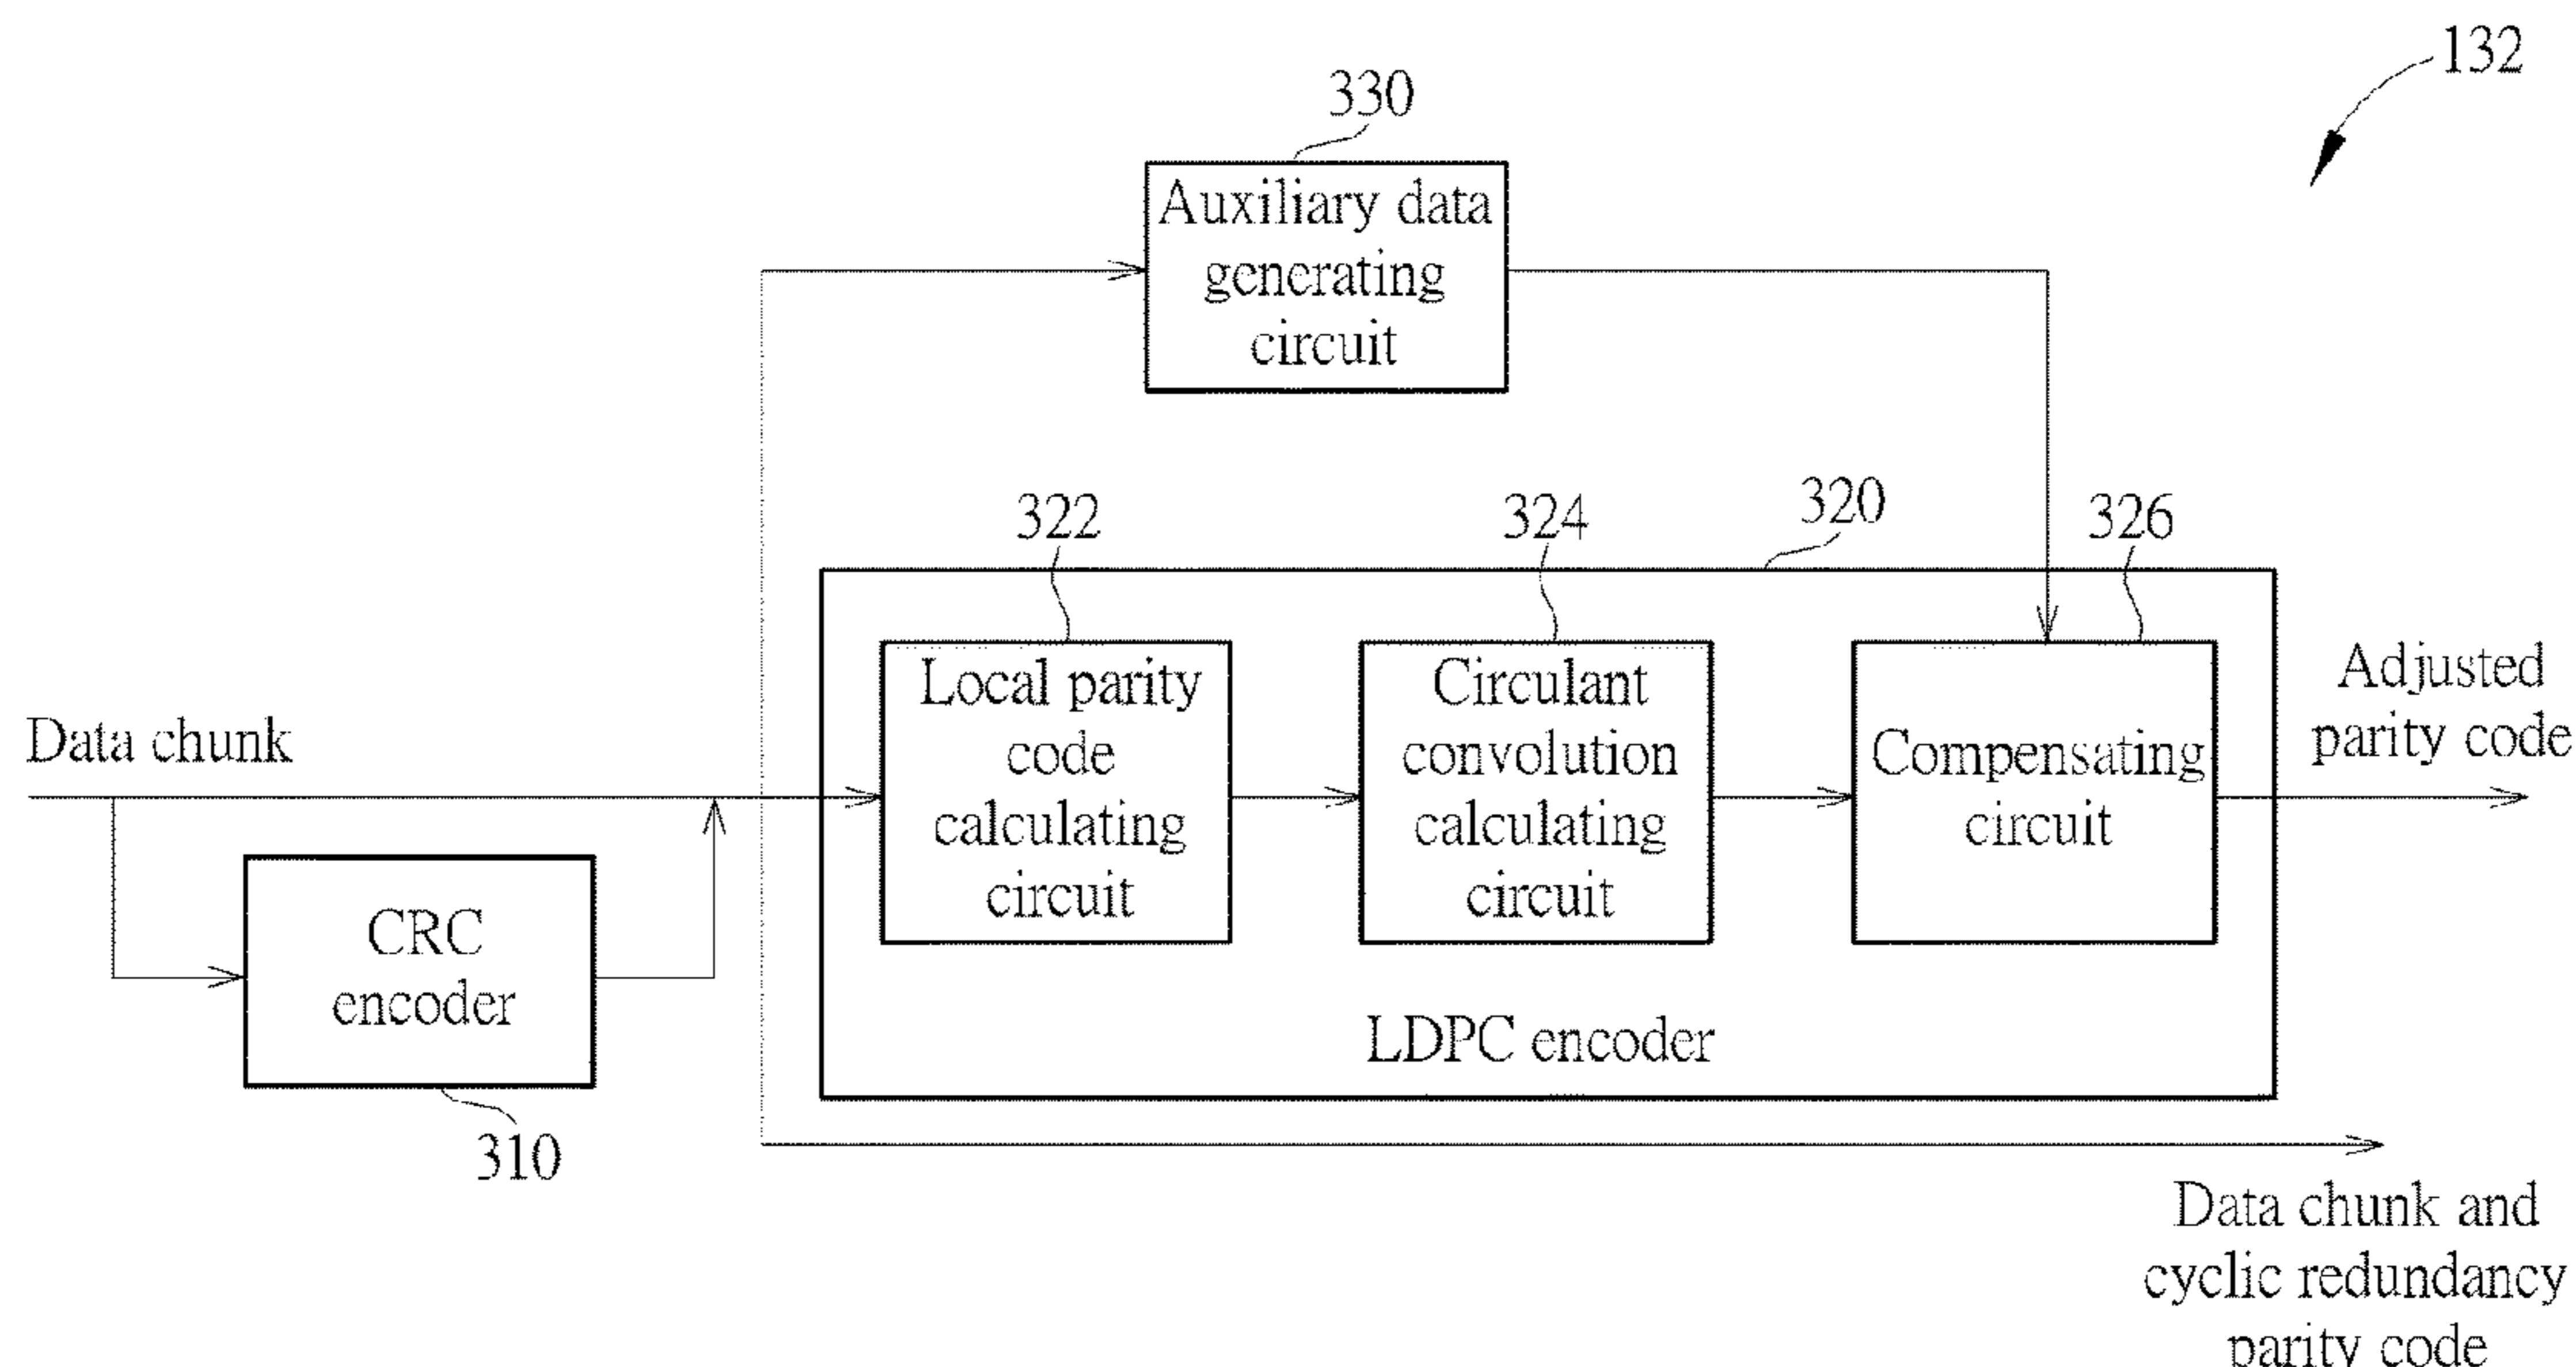 132
330
Auxiliary data
generating
circuit
322
324
320
326
Local parity
code
calculating
circuit
Circulant
convolution
calculating
circuit
Compensating
circuit
Adjusted
parity code
Data chunk
CRC
encoder
LDPC encoder
310
Data chunk and
cyclic redundancy
parity code